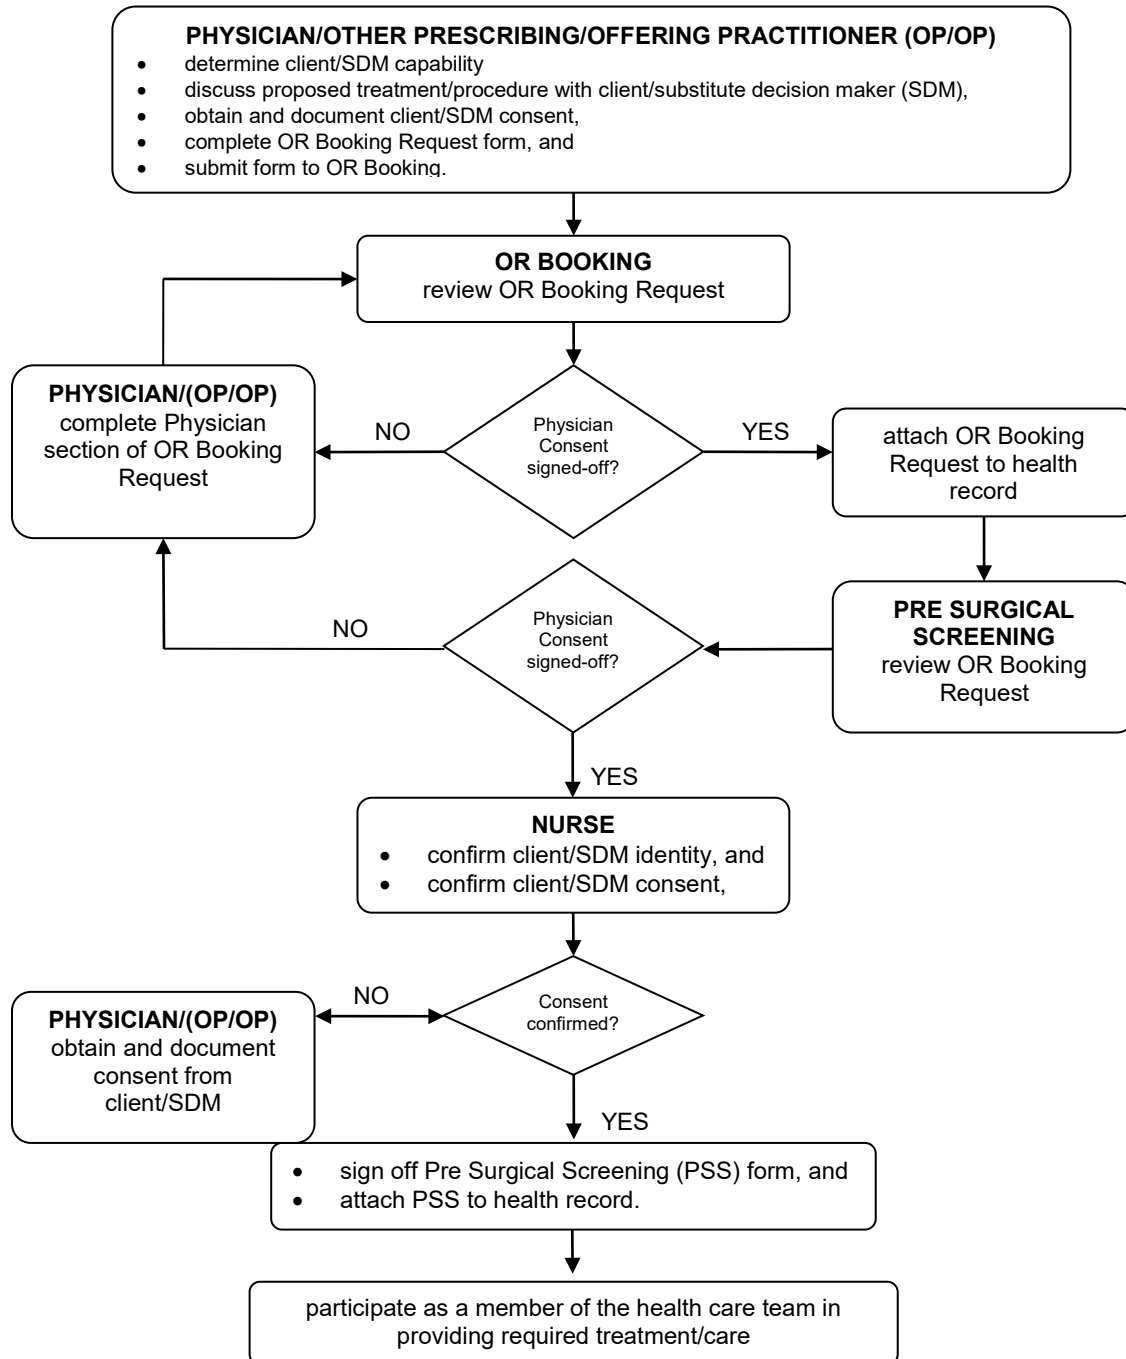 PHYSICIAN/OTHER PRESCRIBING/OFFERING PRACTITIONER (OP/OP)
• determine client/SDM capability
• discuss proposed treatment/procedure with client/substitute decision maker (SDM),
• obtain and document client/SDM consent,
• complete OR Booking Request form, and
• submit form to OR Booking.
OR BOOKING
review OR Booking Request
PHYSICIAN/(OP/OP)
complete Physician
section of OR Booking
Request
NO
Physician
Consent
signed-off?
YES
attach OR Booking
Request to health
record
NO
Physician
Consent
signed-off?
PRE SURGICAL
SCREENING
review OR Booking
Request
YES
NURSE
• confirm client/SDM identity, and
• confirm client/SDM consent,
PHYSICIAN/(OP/OP)
obtain and document
consent from
client/SDM
NO
Consent
confirmed?
YES
• sign off Pre Surgical Screening (PSS) form, and
• attach PSS to health record.
participate as a member of the health care team in
providing required treatment/care